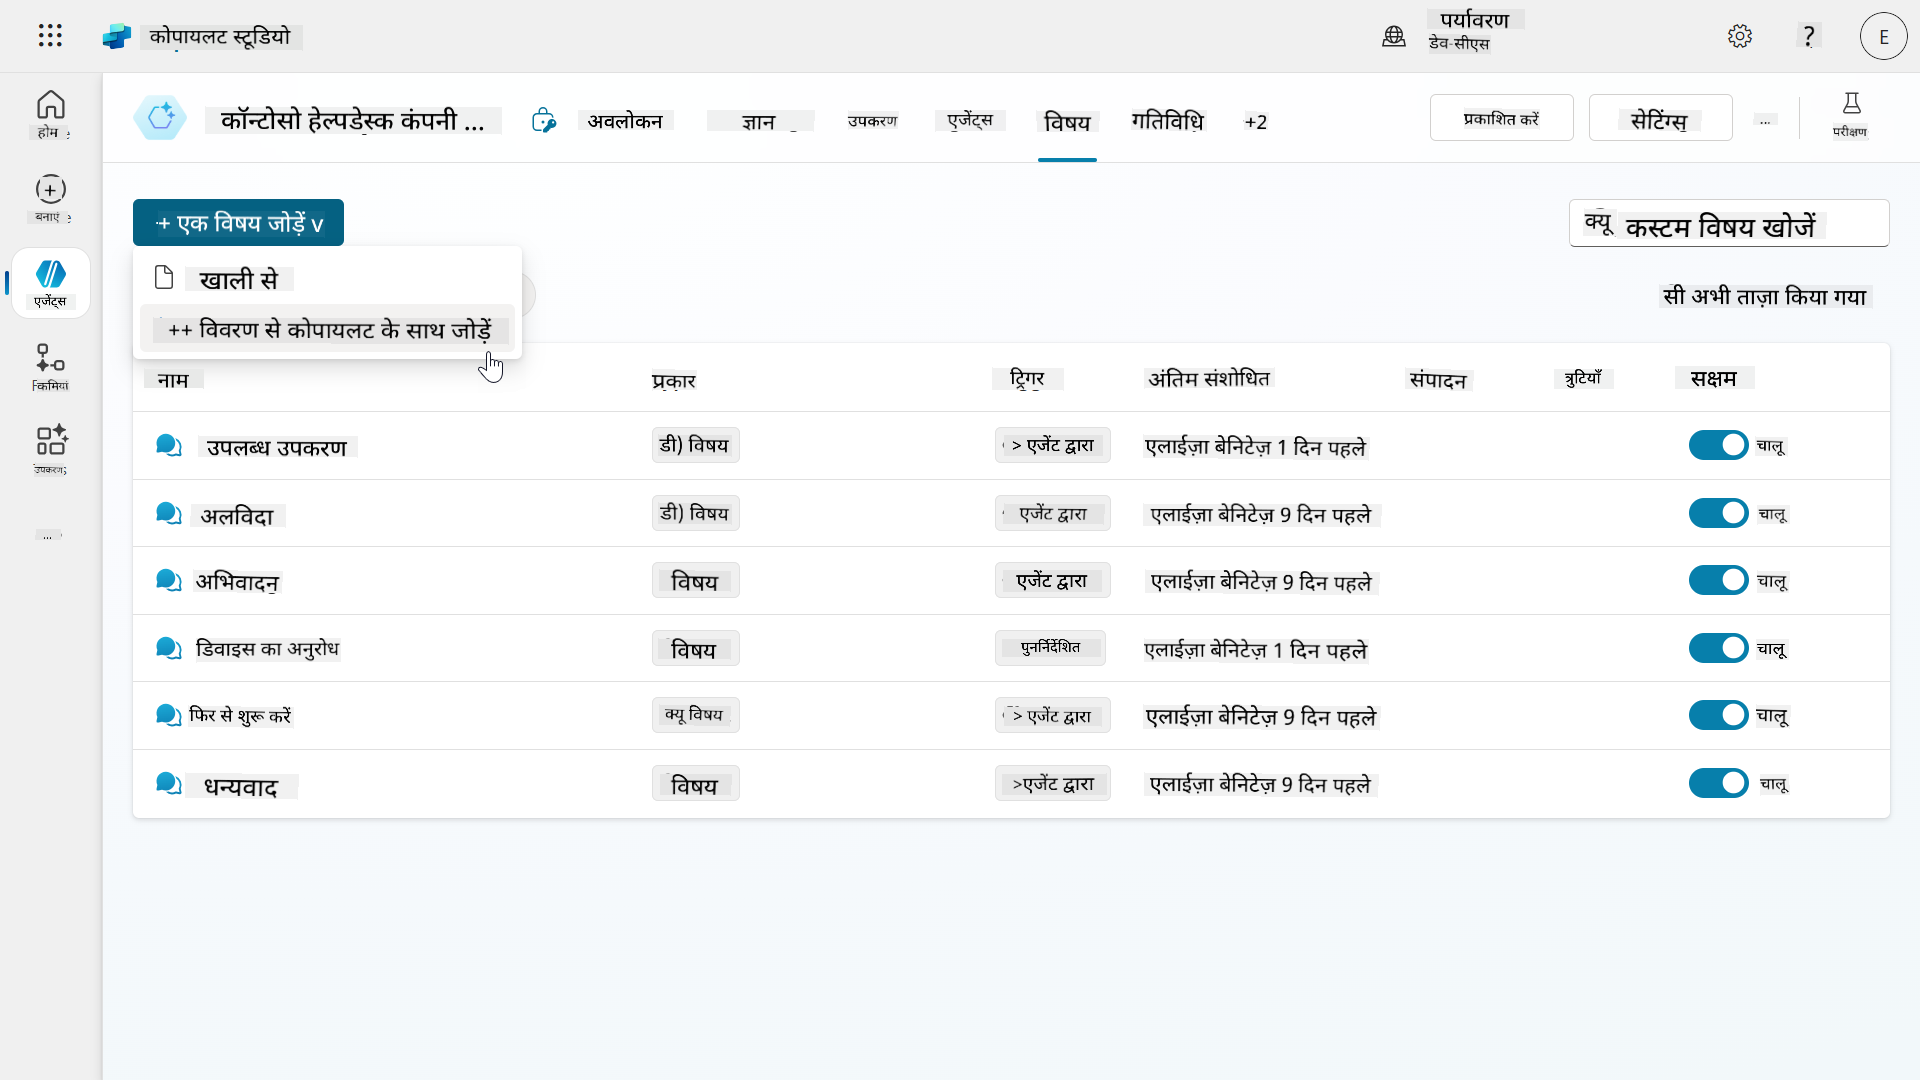 कोपायलट स्टूडियो
पर्यावरण
डेव-सीएस
?
E
होम
बनाएं
एजेंट्स
उपकरण
...
कॉन्टोसो हेल्पडेस्क कंपनी ...
अवलोकन ज्ञान उपकरण एजेंट्स विषय गतिविधि +2
प्रकाशित करें सेटिंग्स ... परीक्षण
+ एक विषय जोड़ें v
क्यू कस्टम विषय खोजें
खाली से
++ विवरण से कोपायलट के साथ जोड़ें
सी अभी ताज़ा किया गया
नाम प्रकार ट्रिगर अंतिम संशोधित संपादन त्रुटियाँ सक्षम
उपलब्ध उपकरण डी) विषय > एजेंट द्वारा एलाईज़ा बेनिटेज़ 1 दिन पहले चालू
अलविदा डी) विषय एजेंट द्वारा एलाईज़ा बेनिटेज़ 9 दिन पहले चालू
अभिवादन विषय एजेंट द्वारा एलाईज़ा बेनिटेज़ 9 दिन पहले चालू
डिवाइस का अनुरोध विषय पुनर्निर्देशित एलाईज़ा बेनिटेज़ 1 दिन पहले चालू
फिर से शुरू करें क्यू विषय > एजेंट द्वारा एलाईज़ा बेनिटेज़ 9 दिन पहले चालू
धन्यवाद विषय >एजेंट द्वारा एलाईज़ा बेनिटेज़ 9 दिन पहले चालू